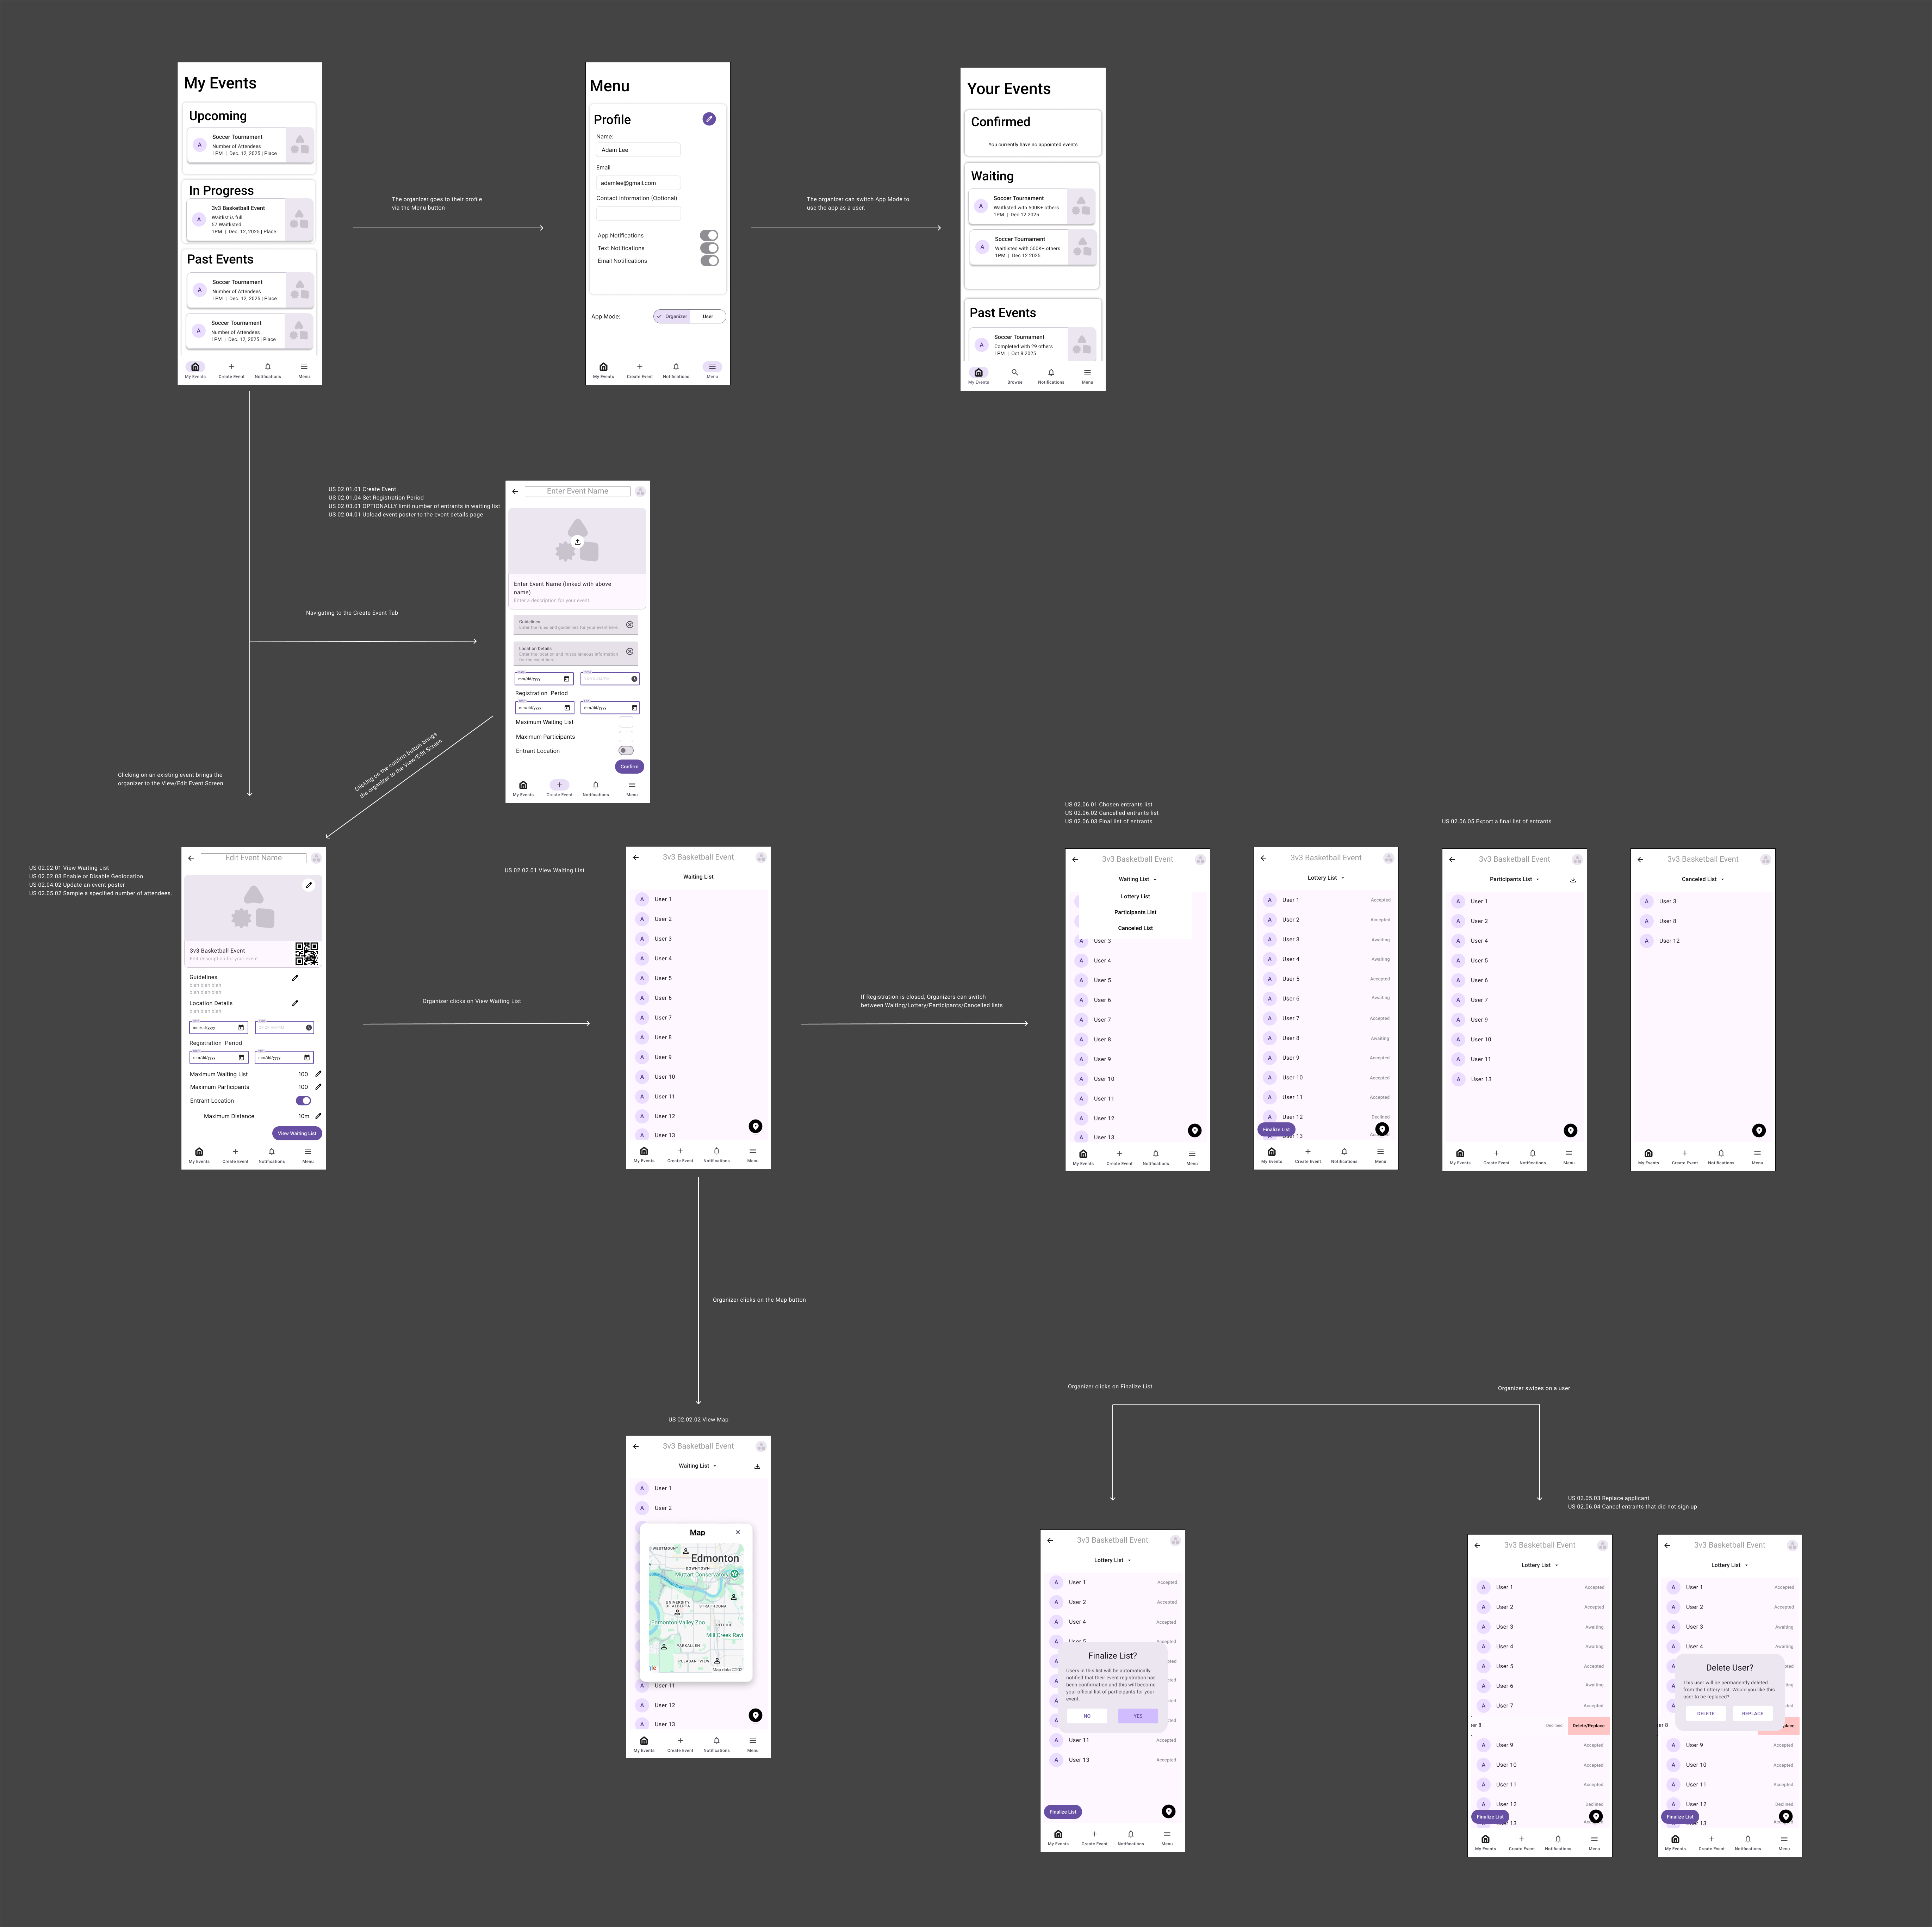 My Events
Upcoming
A
Soccer Tournament
Number of Attendees
1PM | Dec. 12, 2025 | Place
In Progress
A
3v3 Basketball Event
Waitlist is full
57 Waitlisted
1PM | Dec. 12, 2025 | Place
Past Events
A
Soccer Tournament
Number of Attendees
1PM | Dec. 12, 2025 | Place
A
Soccer Tournament
Number of Attendees
1PM | Dec. 12, 2025 | Place
My Events
Create Event
Notifications
Menu
The organizer goes to their profile
via the Menu button
Menu
Profile
Name:
Adam Lee
Email
adamlee@gmail.com
Contact Information (Optional)
App Notifications
Text Notifications
Email Notifications
App Mode:
Organizer
User
My Events
Create Event
Notifications
Menu
The organizer can switch App Mode to
use the app as a user.
Your Events
Confirmed
You currently have no appointed events
Waiting
A
Soccer Tournament
Waitlisted with 500K+ others
1PM | Dec 12 2025
A
Soccer Tournament
Waitlisted with 500K+ others
1PM | Dec 12 2025
Past Events
A
Soccer Tournament
Completed with 29 others
1PM | Oct 8 2025
My Events
Browse
Notifications
Menu
US 02.01.01 Create Event
US 02.01.04 Set Registration Period
US 02.03.01 OPTIONALLY limit number of entrants in waiting list
US 02.04.01 Upload event poster to the event details page
Navigating to the Create Event Tab
Enter Event Name
Enter Event Name (linked with above
name)
Enter a description for your event
Guidelines
Enter the rules and guidelines for your event here.
Location Details
Enter the location and miscellaneous information
for the event here.
mm/dd/yyyy
Registration Period
mm/dd/yyyy
mm/dd/yyyy
Maximum Waiting List
Maximum Participants
Entrant Location
Confirm
My Events
Create Event
Notifications
Menu
Clicking on the confirm button brings
the organizer to the View/Edit Screen
Clicking on an existing event brings the
organizer to the View/Edit Event Screen
US 02.02.01 View Waiting List
US 02.02.03 Enable or Disable Geolocation
US 02.04.02 Update an event poster
US 02.05.02 Sample a specified number of attendees.
Edit Event Name
3v3 Basketball Event
Edit description for your event
Guidelines
blah blah blah
blah blah blah
Location Details
blah blah blah
blah blah blah
mm/dd/yyyy
Registration Period
mm/dd/yyyy
mm/dd/yyyy
Maximum Waiting List 100
Maximum Participants 100
Entrant Location
Maximum Distance 10m
View Waiting List
My Events
Create Event
Notifications
Menu
Organizer clicks on View Waiting List
US 02.02.01 View Waiting List
3v3 Basketball Event
Waiting List
A User 1
A User 2
A User 3
A User 4
A User 5
A User 6
A User 7
A User 8
A User 9
A User 10
A User 11
A User 12
A User 13
My Events
Create Event
Notifications
Menu
If Registration is closed, Organizers can switch
between Waiting/Lottery/Participants/Cancelled lists
US 02.06.01 Chosen entrants list
US 02.06.02 Cancelled entrants list
US 02.06.03 Final list of entrants
3v3 Basketball Event
Waiting List
Lottery List
Participants List
Canceled List
A User 3
A User 4
A User 5
A User 6
A User 7
A User 8
A User 9
A User 10
A User 11
A User 12
A User 13
My Events
Create Event
Notifications
Menu
3v3 Basketball Event
Lottery List
A User 1 Accepted
A User 2 Accepted
A User 3 Awaiting
A User 4 Awaiting
A User 5 Accepted
A User 6 Awaiting
A User 7 Accepted
A User 8 Awaiting
A User 9 Accepted
A User 10 Accepted
A User 11 Accepted
A User 12 Declined
Finalize List
13
My Events
Create Event
Notifications
Menu
US 02.06.05 Export a final list of entrants
3v3 Basketball Event
Participants List
A User 1
A User 2
A User 4
A User 5
A User 6
A User 7
A User 9
A User 10
A User 11
A User 13
My Events
Create Event
Notifications
Menu
3v3 Basketball Event
Canceled List
A User 3
A User 8
A User 12
My Events
Create Event
Notifications
Menu
Organizer clicks on the Map button
US 02.02.02 View Map
3v3 Basketball Event
Waiting List
A User 1
A User 2
Map
WESTMOUNT
Edmonton
DOWNTOWN
Muttart Conservatory
UNIVERSITY
OF ALBERTA
STRATHCONA
Edmonton Valley Zoo
RITCHIE
Mill Creek Ravi
PARKALLEN
PLEASANTVIEW
Map data ©202
User 11
A User 12
A User 13
My Events
Create Event
Notifications
Menu
Organizer clicks on Finalize List
Organizer swipes on a user
3v3 Basketball Event
Lottery List
A User 1 Accepted
A User 2 Accepted
A User 4 Accepted
Finalize List?
Users in this list will be automatically
notified that their event registration has
been confirmation and this will become
your official list of participants for your
event.
NO
YES
A User 11 Accepted
A User 13 Accepted
Finalize List
My Events
Create Event
Notifications
Menu
US 02.05.03 Replace applicant
US 02.06.04 Cancel entrants that did not sign up
3v3 Basketball Event
Lottery List
A User 1 Accepted
A User 2 Accepted
A User 3 Awaiting
A User 4 Awaiting
A User 5 Accepted
A User 6 Awaiting
A User 7 Accepted
er 8 Declined Delete/Replace
A User 9 Accepted
A User 10 Accepted
A User 11 Accepted
A User 12 Declined
Finalize List
13
My Events
Create Event
Notifications
Menu
3v3 Basketball Event
Lottery List
A User 1 Accepted
A User 2 Accepted
A User 3 Awaiting
A User 4 Awaiting
Delete User?
This user will be permanently deleted
from the Lottery List. Would you like this
user to be replaced?
DELETE
REPLACE
er 8
place
A User 9 Accepted
A User 10 Accepted
A User 11 Accepted
A User 12 Declined
Finalize List
13
My Events
Create Event
Notifications
Menu